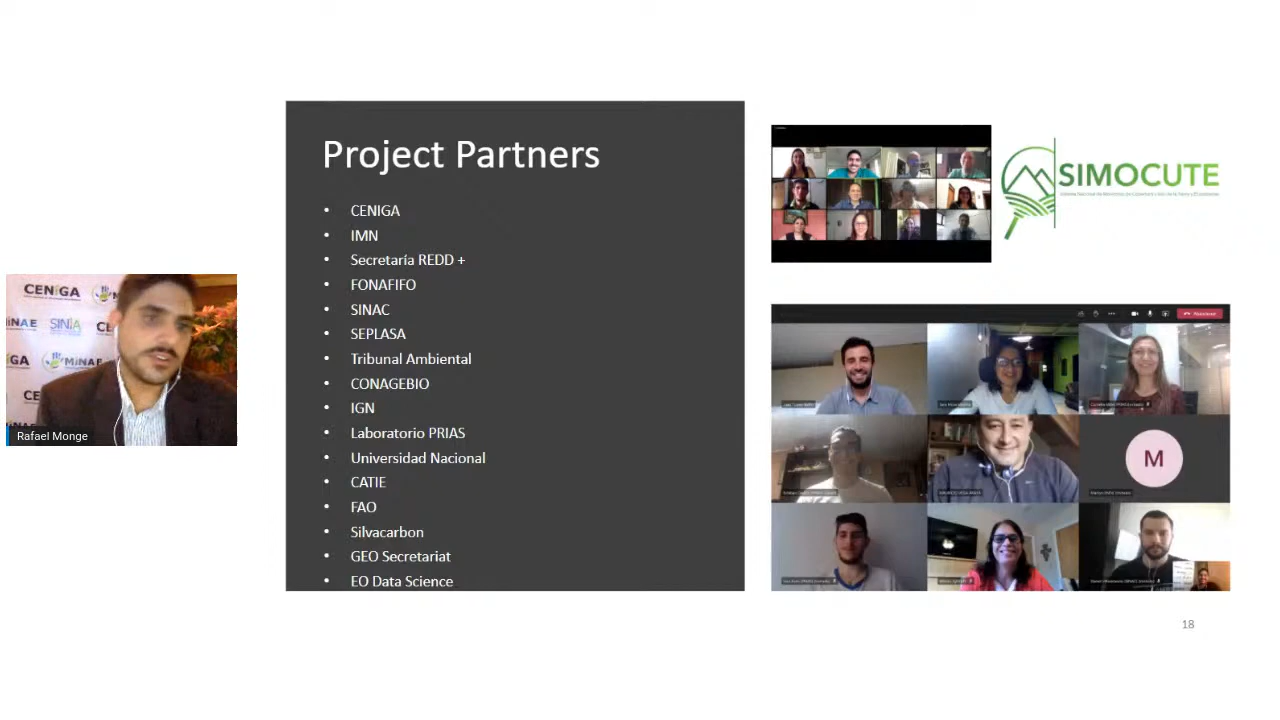 Project Partners
• CENIGA
• IMN
• Secretaría REDD +
• FONAFIFO
• SINAC
• SEPLASA
• Tribunal Ambiental
• CONAGEBIO
• IGN
• Laboratorio PRIAS
• Universidad Nacional
• CATIE
• FAO
• Silvacarbon
• GEO Secretariat
• EO Data Science
SIMOCUTE
CENIGA
MiNAE
SINIA
MiNAE
Rafael Monge
M
18